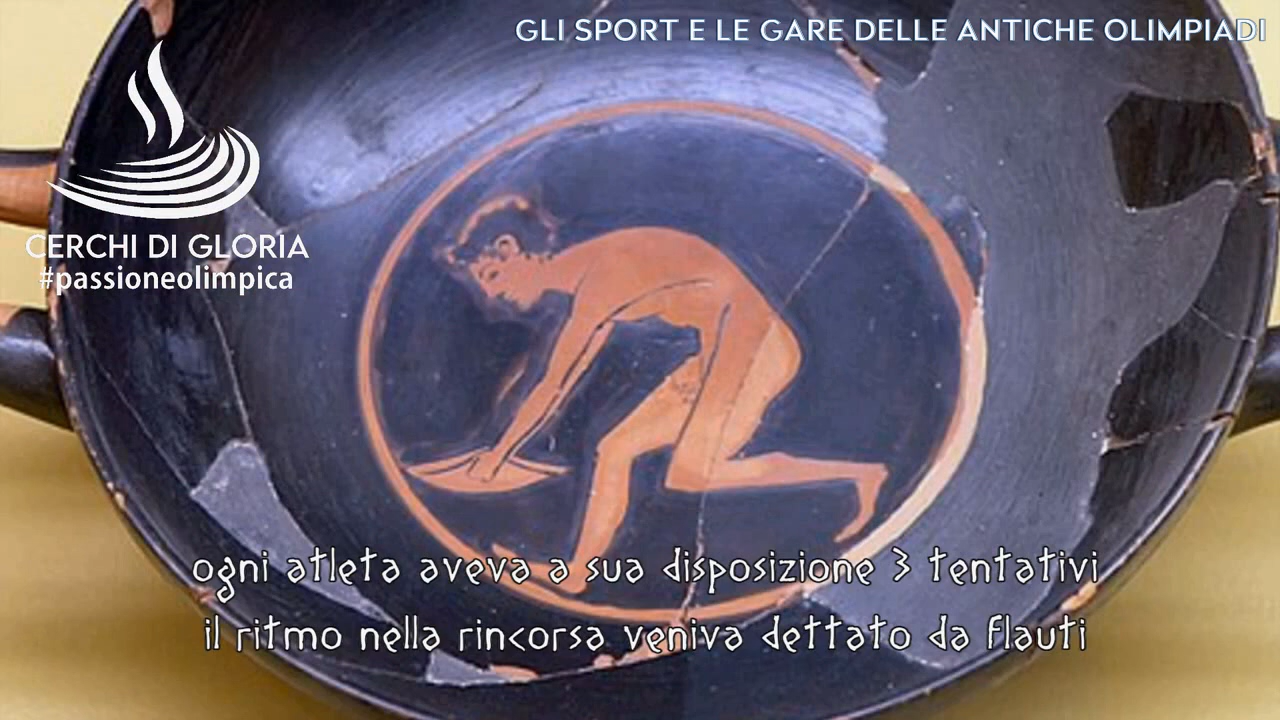 GLI SPORT E LE GARE DELLE ANTICHE OLIMPIADI
CERCHI DI GLORIA
#passioneolimpica
ogni atleta aveva a sua disposizione 3 tentativi
il ritmo nella rincorsa veniva dettato da flauti